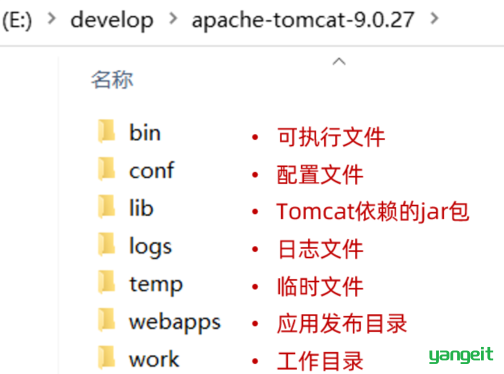 (E:) > develop > apache-tomcat-9.0.27 >
名称
bin • 可执行文件
conf • 配置文件
lib • Tomcat依赖的jar包
logs • 日志文件
temp • 临时文件
webapps • 应用发布目录
work • 工作目录
yangeit